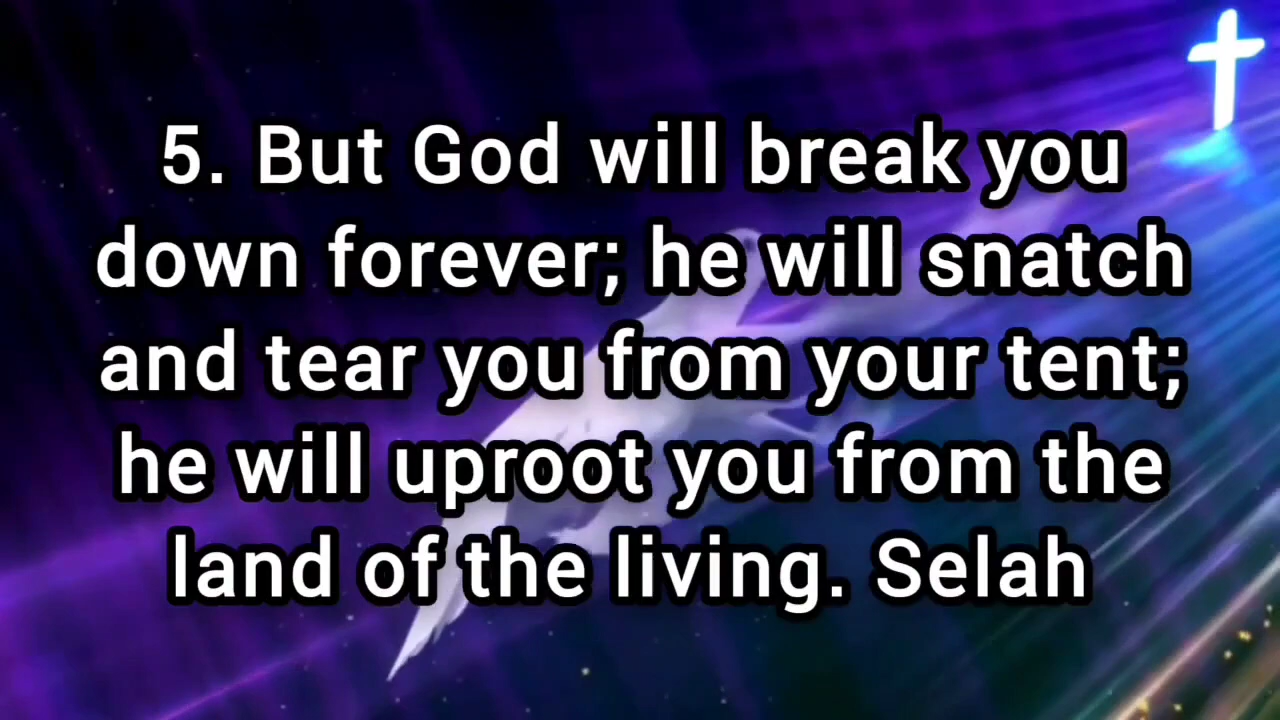 5. But God will break you
down forever; he will snatch
and tear you from your tent;
he will uproot you from the
land of the living. Selah